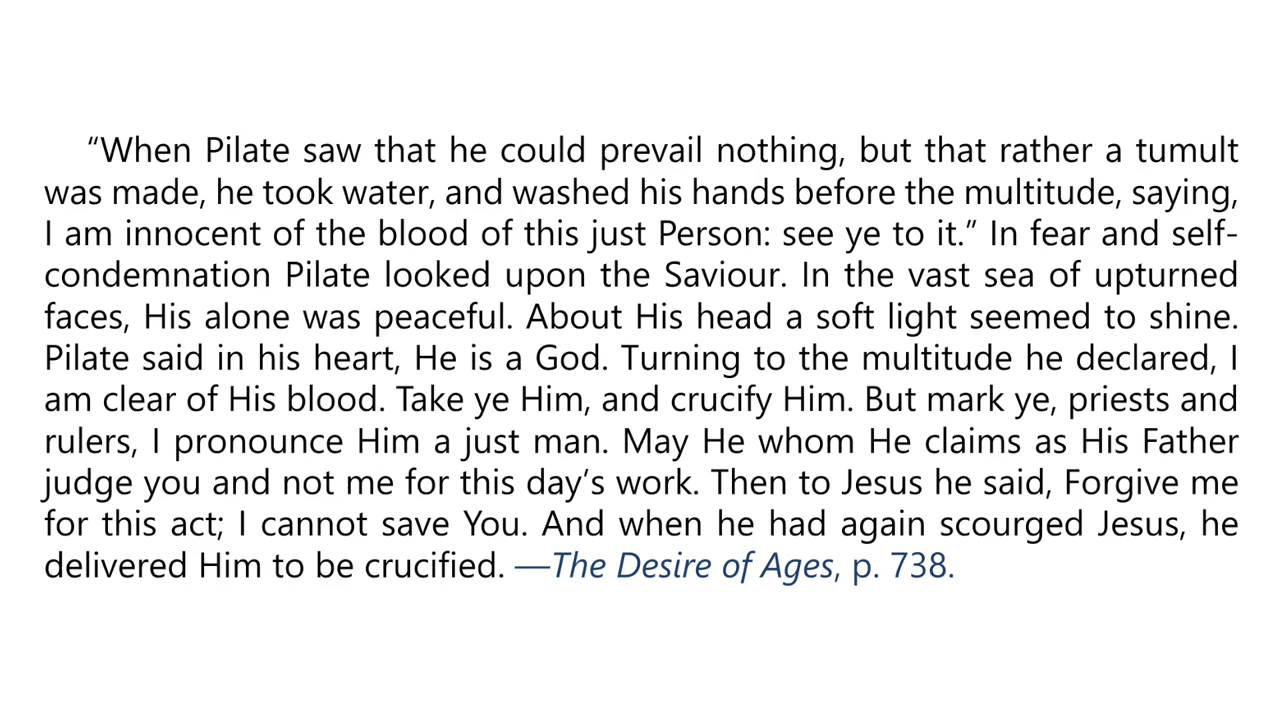 “When Pilate saw that he could prevail nothing, but that rather a tumult
was made, he took water, and washed his hands before the multitude, saying,
I am innocent of the blood of this just Person: see ye to it.” In fear and self-
condemnation Pilate looked upon the Saviour. In the vast sea of upturned
faces, His alone was peaceful. About His head a soft light seemed to shine.
Pilate said in his heart, He is a God. Turning to the multitude he declared, I
am clear of His blood. Take ye Him, and crucify Him. But mark ye, priests and
rulers, I pronounce Him a just man. May He whom He claims as His Father
judge you and not me for this day’s work. Then to Jesus he said, Forgive me
for this act; I cannot save You. And when he had again scourged Jesus, he
delivered Him to be crucified. —The Desire of Ages, p. 738.